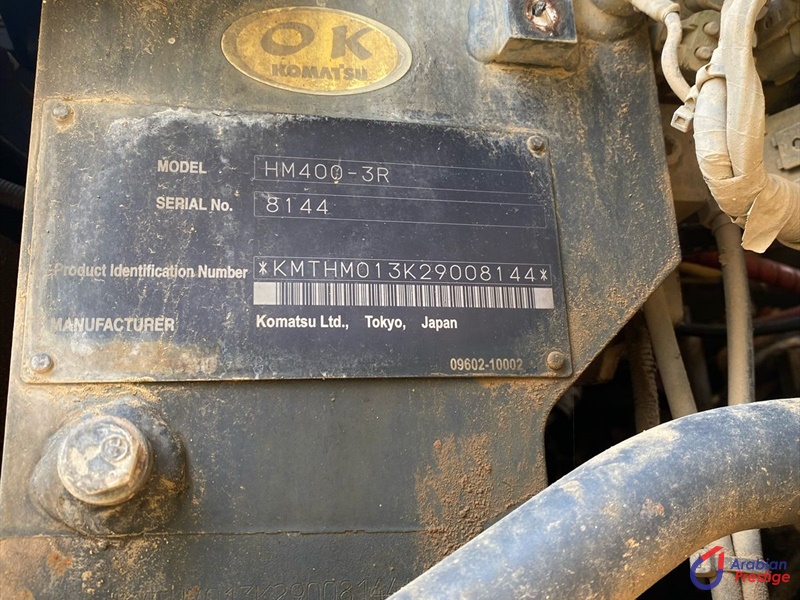 OK
KOMATSU
MODEL HM400-3R
SERIAL No. 8144
Product Identification Number *KMTHM013K29008144*
MANUFACTURER Komatsu Ltd., Tokyo, Japan
09602-10002
K29008144
Arabian
Prestige